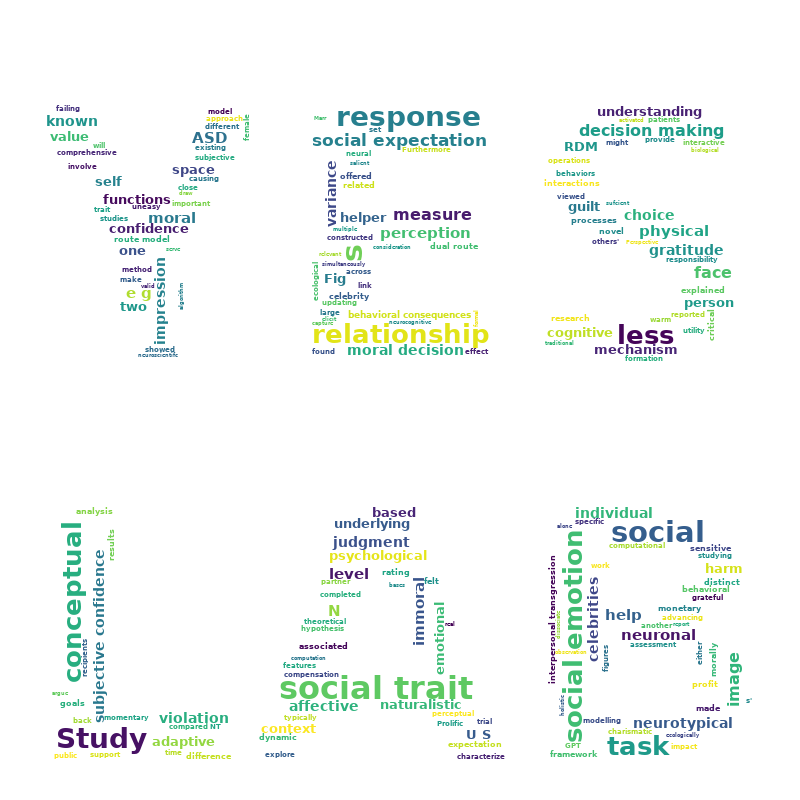 failing
known
value
will
comprehensive
involve
self
functions
uneasy
trait
studies
moral
confidence
route model
one
method
make
valid
e g
two
impression
algorithm
showed
neuroscientific
model
approach
different
ASD
existing
subjective
female
space
causing
close
draw
important
serve
Marr
response
set
social expectation
neural
Furthermore
salient
variance
offered
related
helper
measure
multiple
constructed
perception
consideration
dual route
s
relevant
simultaneously
ecological
across
Fig
link
celebrity
updating
large
elicit
capture
behavioral consequences
neurocognitive
relationship
found
moral decision
effect
understanding
activated
patients
decision making
RDM
might
provide
interactive
biological
operations
behaviors
interactions
viewed
guilt
sufcient
choice
processes
novel
physical
others'
Perspective
gratitude
responsibility
face
explained
person
research
warm
reported
critical
cognitive
less
utility
traditional
mechanism
formation
analysis
conceptual
results
subjective confidence
recipients
argue
goals
back
momentary
violation
compared NT
Study
adaptive
public
support
time
difference
based
underlying
judgment
psychological
level
rating
partner
bases
felt
completed
N
immoral
emotional
real
theoretical
hypothesis
associated
computation
features
compensation
social trait
affective
naturalistic
typically
perceptual
context
Prolific
trial
dynamic
U S
expectation
explore
characterize
individual
alone
specific
social
computational
sensitive
studying
social emotion
work
harm
distinct
interpersonal transgression
celebrities
behavioral
grateful
help
monetary
advancing
another
report
neuronal
assessment
observation
figures
either
morally
image
profit
holistic
made
s'
modelling
neurotypical
charismatic
ecologically
GPT
framework
task
impact